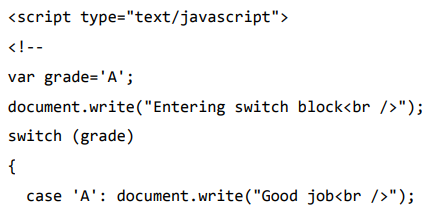 <script type="text/javascript">
<!--
var grade='A';
document.write("Entering switch block<br />");
switch (grade)
{
  case 'A': document.write("Good job<br />");